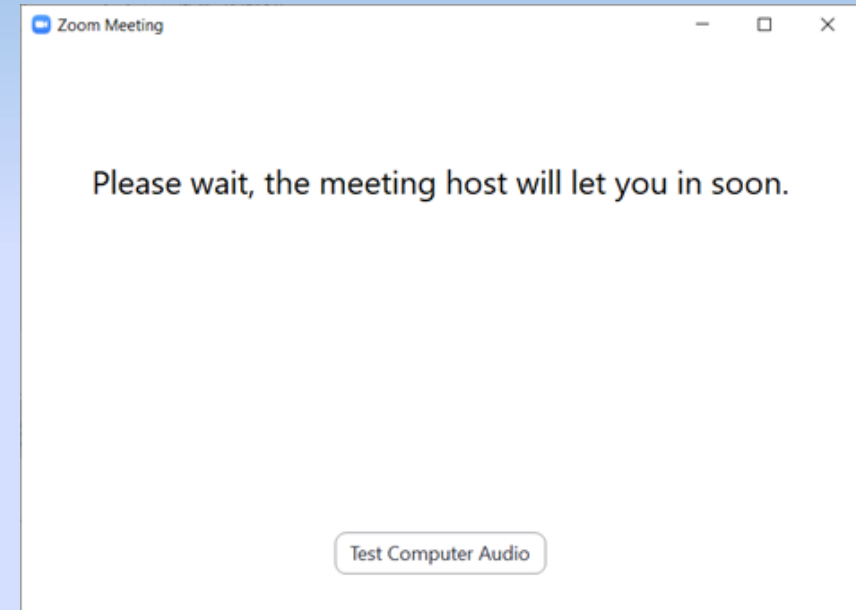 Zoom Meeting
Please wait, the meeting host will let you in soon.
Test Computer Audio